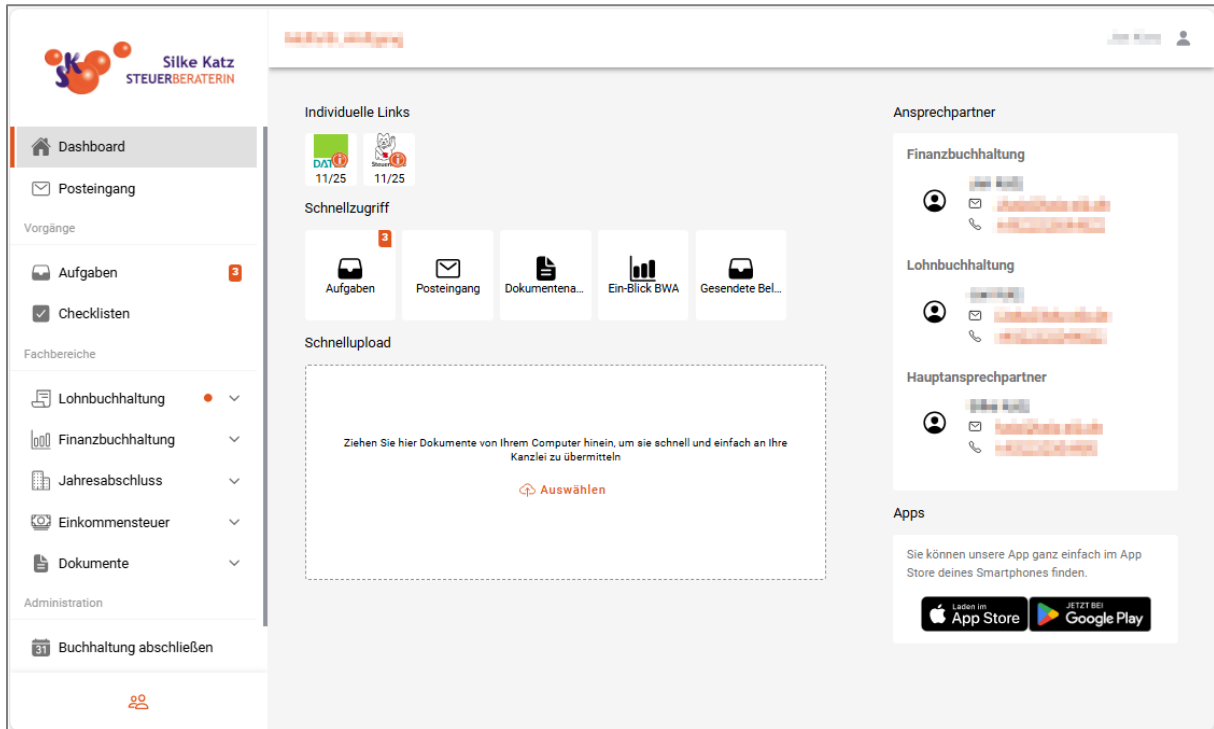 SK
Silke Katz
STEUERBERATERIN
Dashboard
Posteingang
Vorgänge
Aufgaben
3
Checklisten
Fachbereiche
Lohnbuchhaltung
Finanzbuchhaltung
Jahresabschluss
Einkommensteuer
Dokumente
Administration
31
Buchhaltung abschließen
Individuelle Links
DAT
11/25
11/25
Schnellzugriff
3
Aufgaben
Posteingang
Dokumentena...
Ein-Blick BWA
Gesendete Bel...
Schnellupload
Ziehen Sie hier Dokumente von Ihrem Computer hinein, um sie schnell und einfach an Ihre
Kanzlei zu übermitteln
Auswählen
Ansprechpartner
Finanzbuchhaltung
Lohnbuchhaltung
Hauptansprechpartner
Apps
Sie können unsere App ganz einfach im App
Store deines Smartphones finden.
Laden im
App Store
JETZT BEI
Google Play